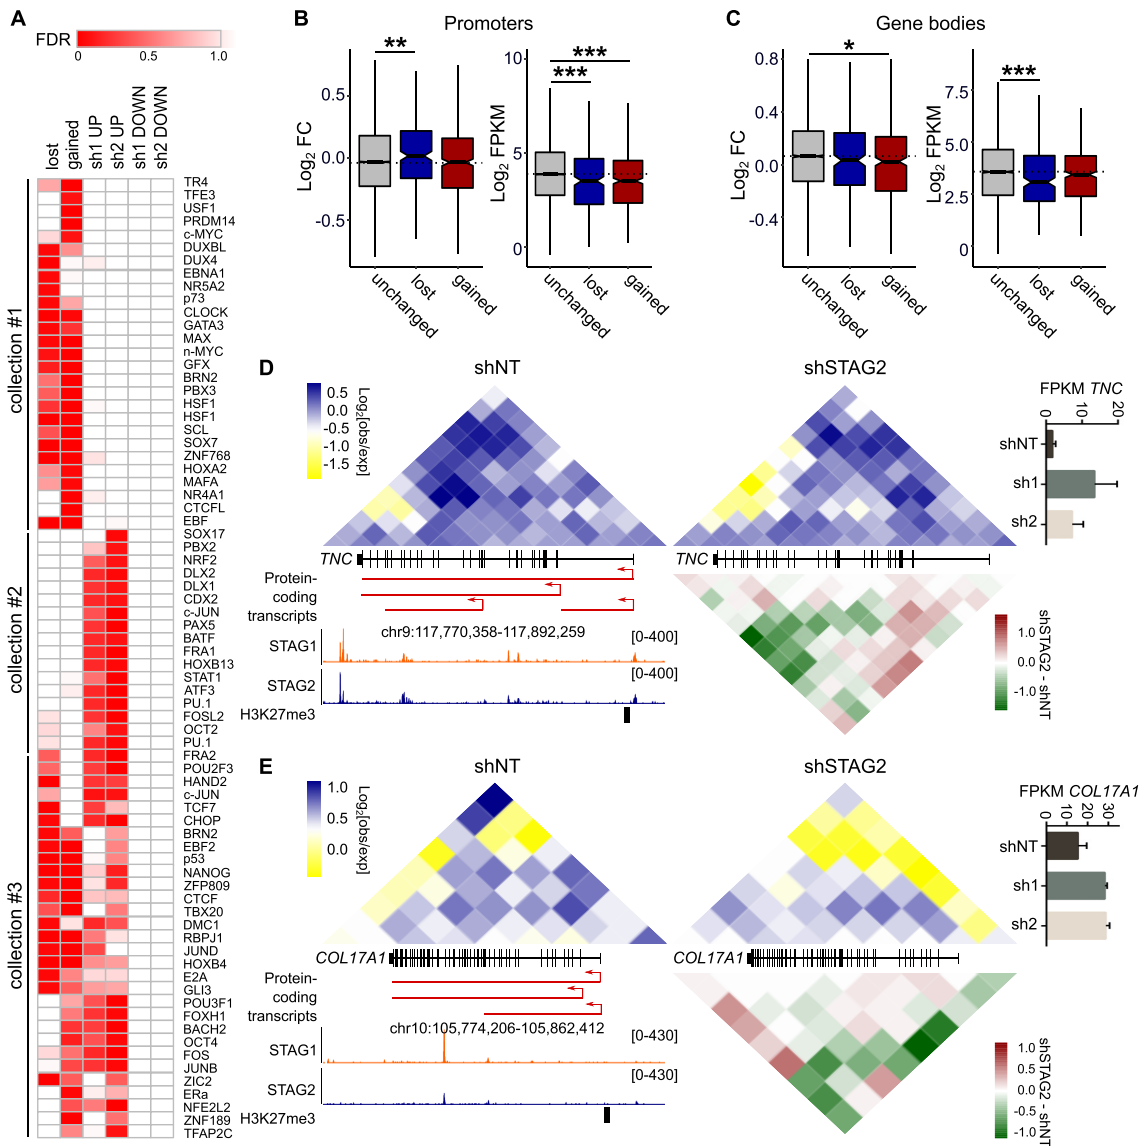 A
FDR
0
1.0
lost
gained
sh1 UP
sh2 UP
sh1 DOWN
sh2 DOWN
collection #1
TR4
TFE3
USF1
PRDM14
c-MYC
DUXBL
DUX4
EBNA1
NR5A2
p73
CLOCK
GATA3
MAX
n-MYC
GFX
BRN2
PBX3
HSF1
HSF1
SCL
SOX7
ZNF768
HOXA2
MAFA
NR4A1
CTCFL
EBF
collection #2
SOX17
PBX2
NRF2
DLX2
DLX1
CDX2
c-JUN
PAX5
BATF
FRA1
HOXB13
STAT1
ATF3
PU.1
FOSL2
OCT2
PU.1
collection #3
FRA2
POU2F3
HAND2
c-JUN
TCF7
CHOP
BRN2
EBF2
p53
NANOG
ZFP809
CTCF
TBX20
DMC1
RBPJ1
JUND
HOXB4
E2A
GLI3
POU3F1
FOXH1
BACH2
OCT4
FOS
JUNB
ZIC2
ERa
NFE2L2
ZNF189
TFAP2C
B
Promoters
Log2 FC
0.5
0.0
-0.5
**
unchanged
lost
gained
Log2 FPKM
10
5
0
***
***
unchanged
lost
gained
C
Gene bodies
Log2 FC
0.8
0.4
0.0
-0.4
*
unchanged
lost
gained
Log2 FPKM
7.5
5
2.5
0
***
unchanged
lost
gained
D
shNT
shSTAG2
0.5
0.0
-0.5
-1.0
-1.5
Log2[obs/exp]
FPKM TNC
0
10
20
shNT
sh1
sh2
TNC
TNC
Protein-
coding
transcripts
chr9:117,770,358-117,892,259
STAG1
[0-400]
STAG2
[0-400]
H3K27me3
1.0
0.0
-1.0
shSTAG2 - shNT
E
shNT
shSTAG2
1.0
0.5
0.0
Log2[obs/exp]
FPKM COL17A1
0
10
20
30
shNT
sh1
sh2
COL17A1
COL17A1
Protein-
coding
transcripts
chr10:105,774,206-105,862,412
STAG1
[0-430]
STAG2
[0-430]
H3K27me3
1.0
0.5
0.0
-0.5
-1.0
shSTAG2 - shNT